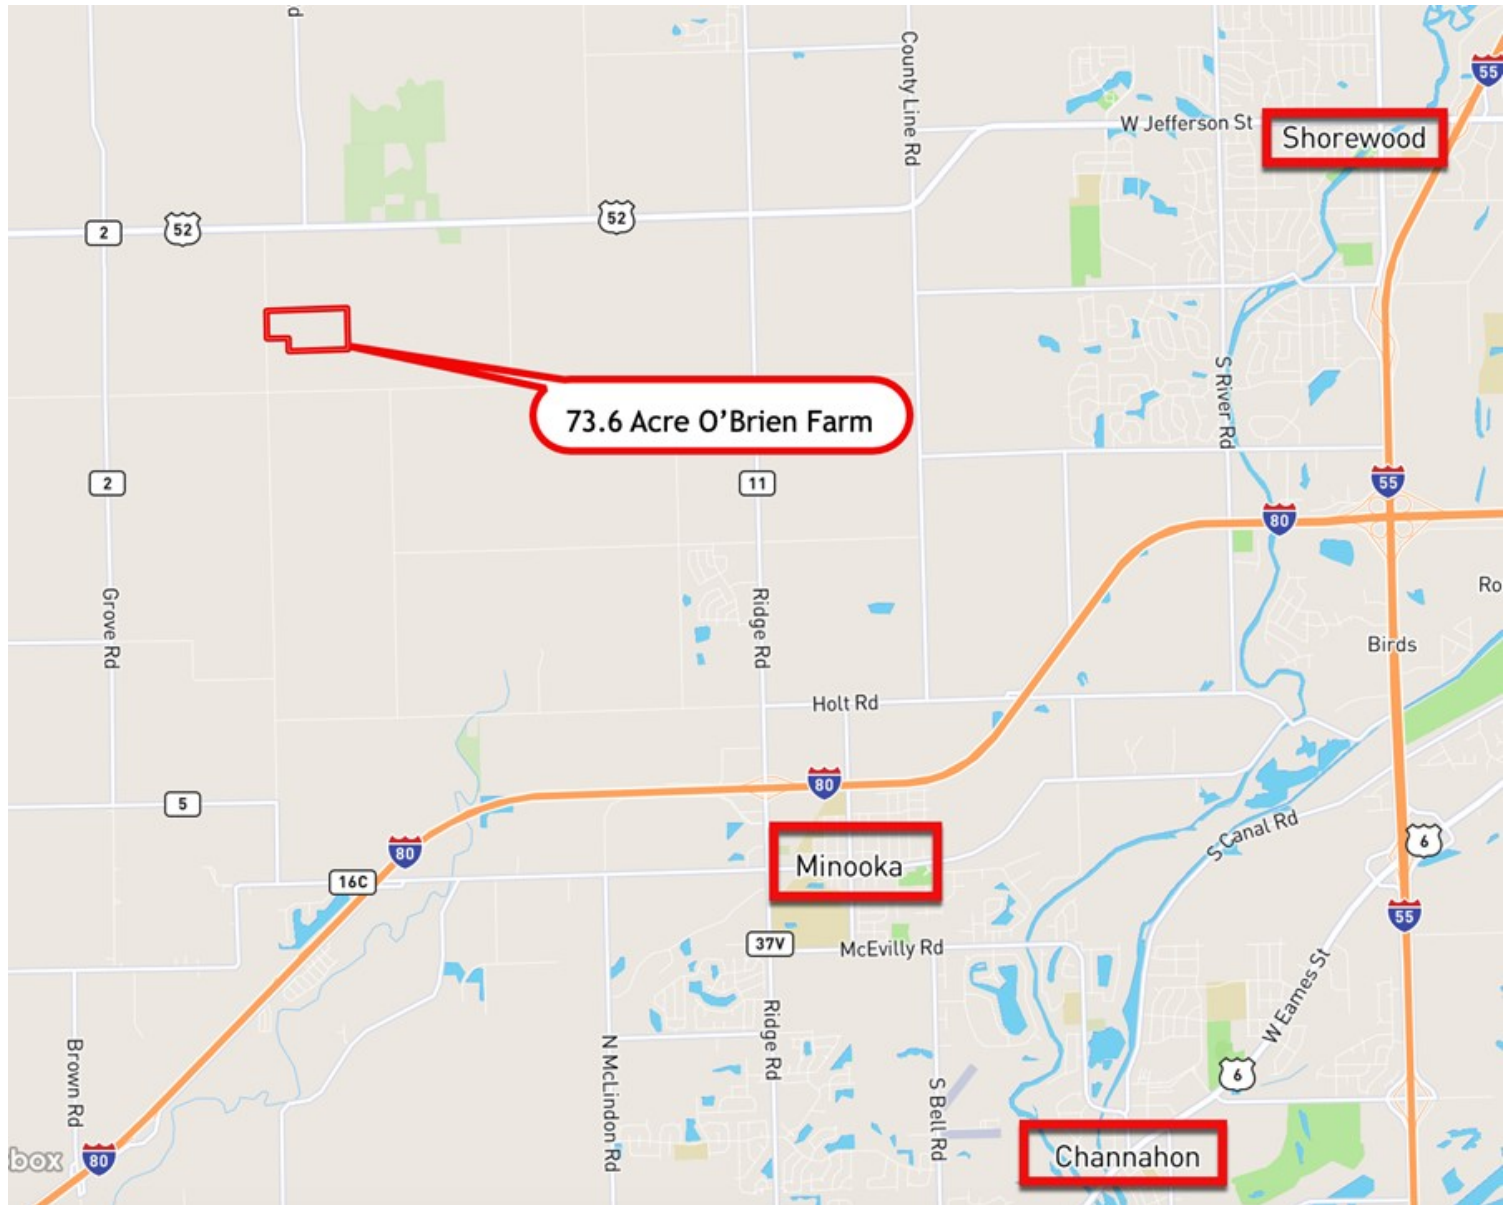 d
55
County Line Rd
W Jefferson St
Shorewood
52
2
52
73.6 Acre O’Brien Farm
S River Rd
2
11
55
80
Grove Rd
Ridge Rd
Ro
Birds
Holt Rd
80
5
80
6
S Canal Rd
Minooka
16C
55
37V
McEvilly Rd
W Eames St
Ridge Rd
Brown Rd
N McLindon Rd
S Bell Rd
6
box
80
Channahon